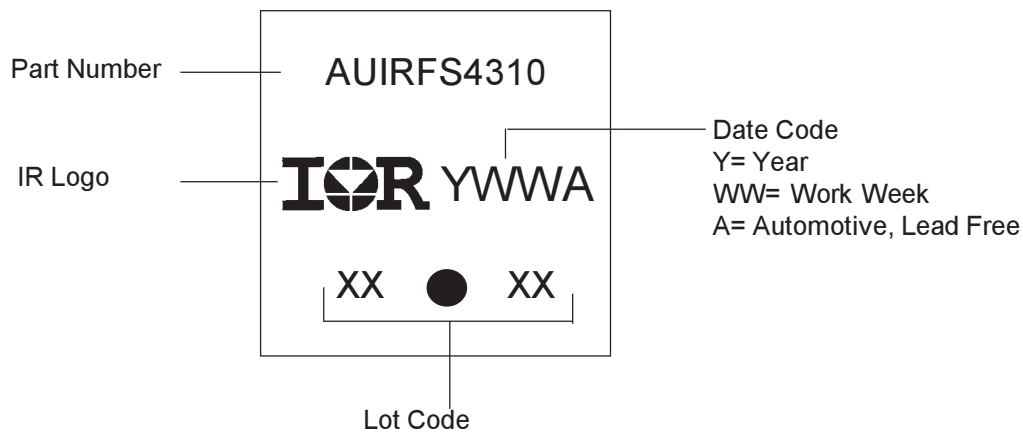 Part Number
AUIRFS4310
IR Logo
IOR YWWA
Date Code
Y= Year
WW= Work Week
A= Automotive, Lead Free
XX XX
Lot Code